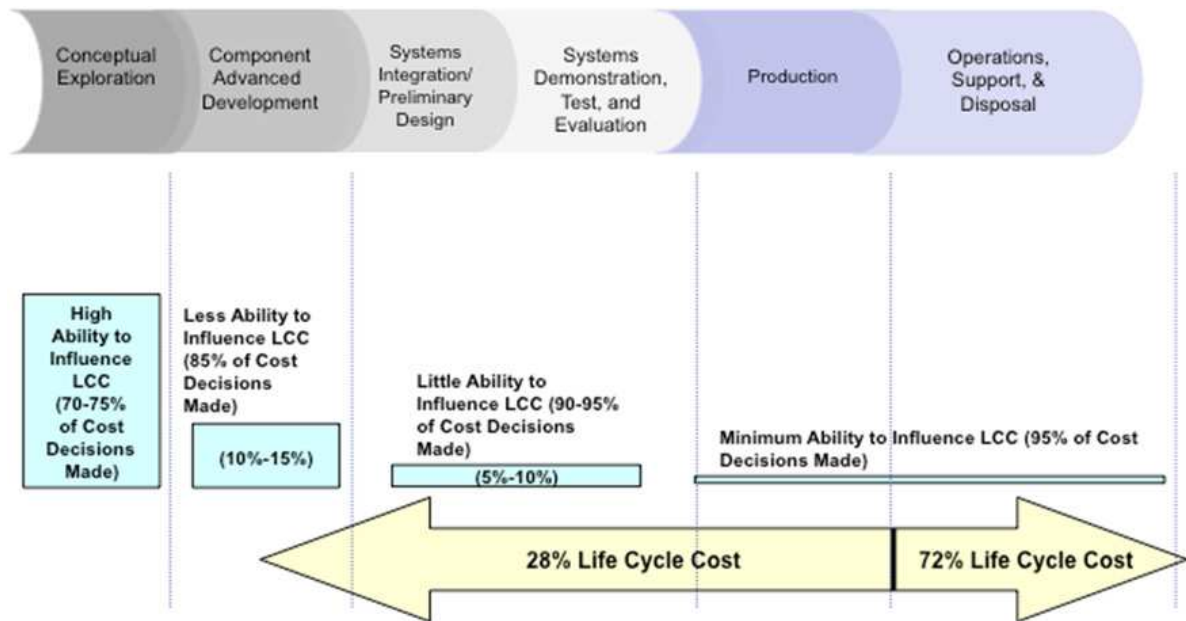 Conceptual
Exploration
Component
Advanced
Development
Systems
Integration/
Preliminary
Design
Systems
Demonstration,
Test, and
Evaluation
Production
Operations,
Support, &
Disposal
High
Ability to
Influence
LCC
(70-75%
of Cost
Decisions
Made)
Less Ability to
Influence LCC
(85% of Cost
Decisions
Made)
(10%-15%)
Little Ability to
Influence LCC (90-95%
of Cost Decisions
Made)
(5%-10%)
Minimum Ability to Influence LCC (95% of Cost
Decisions Made)
28% Life Cycle Cost
72% Life Cycle Cost